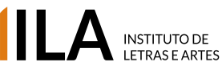 ILA
INSTITUTO DE
LETRAS E ARTES